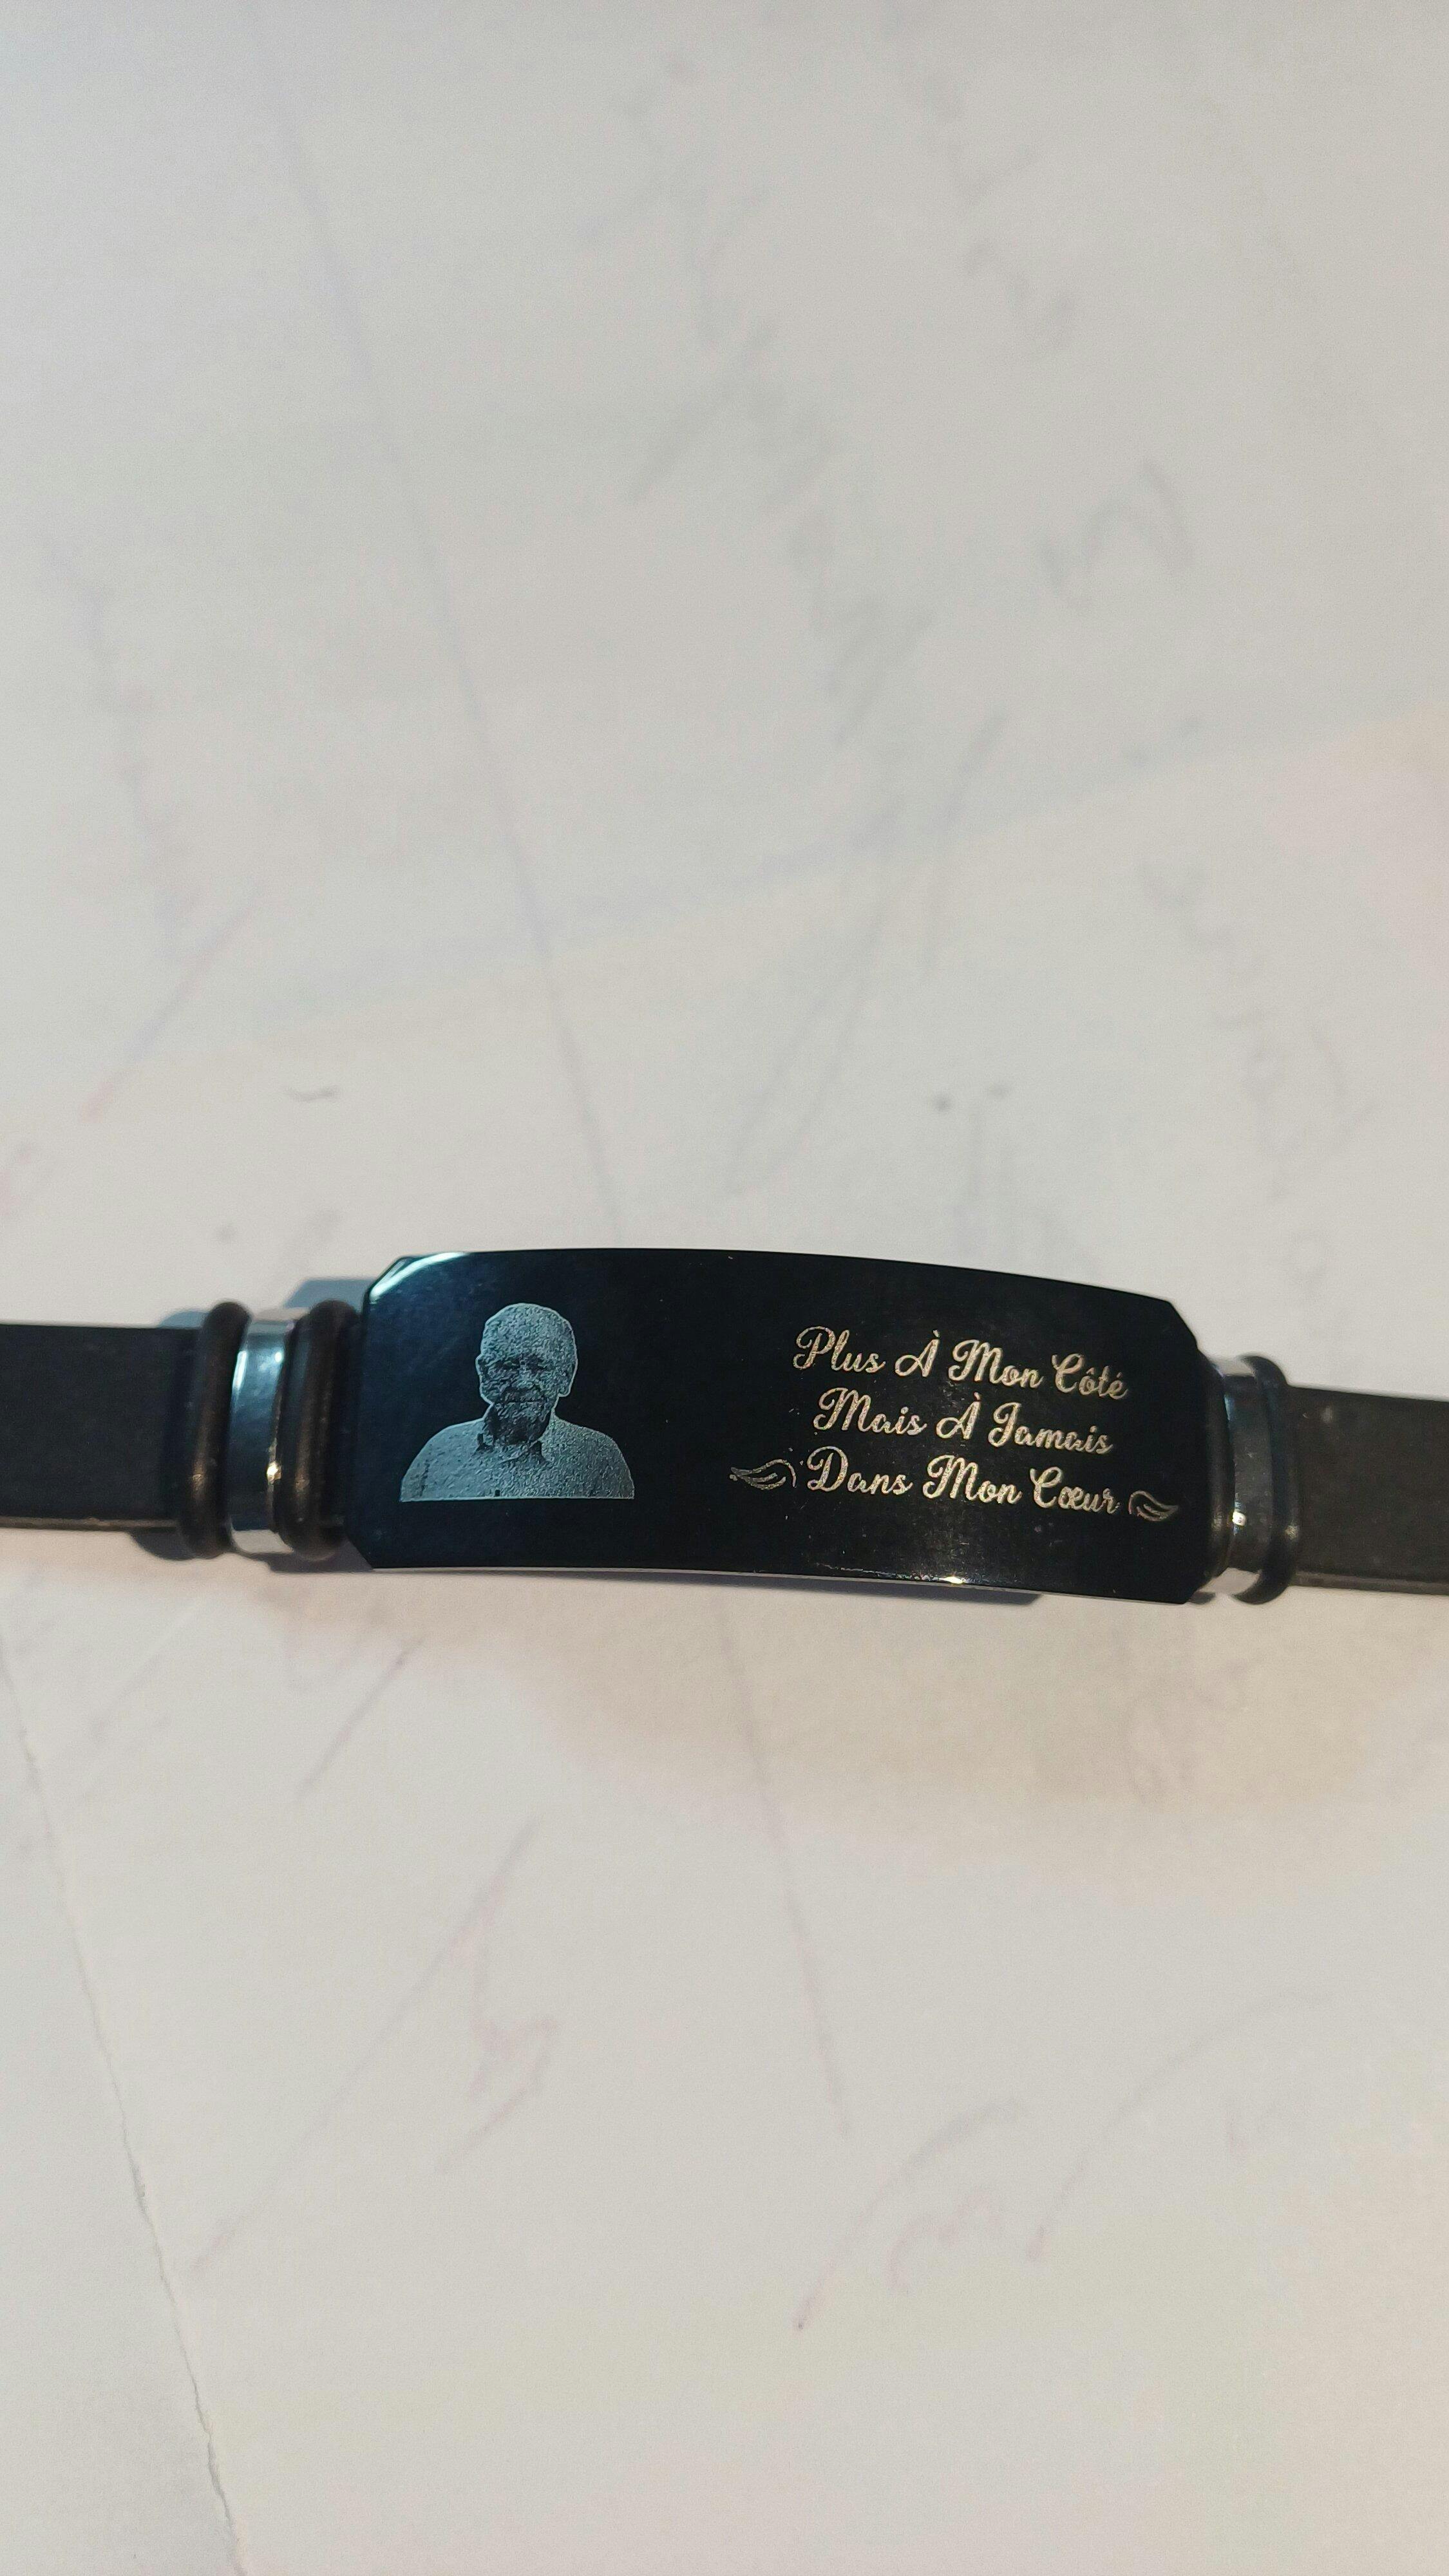 Plus À Mon Côté
Mais À Jamais
Dans Mon Cœur